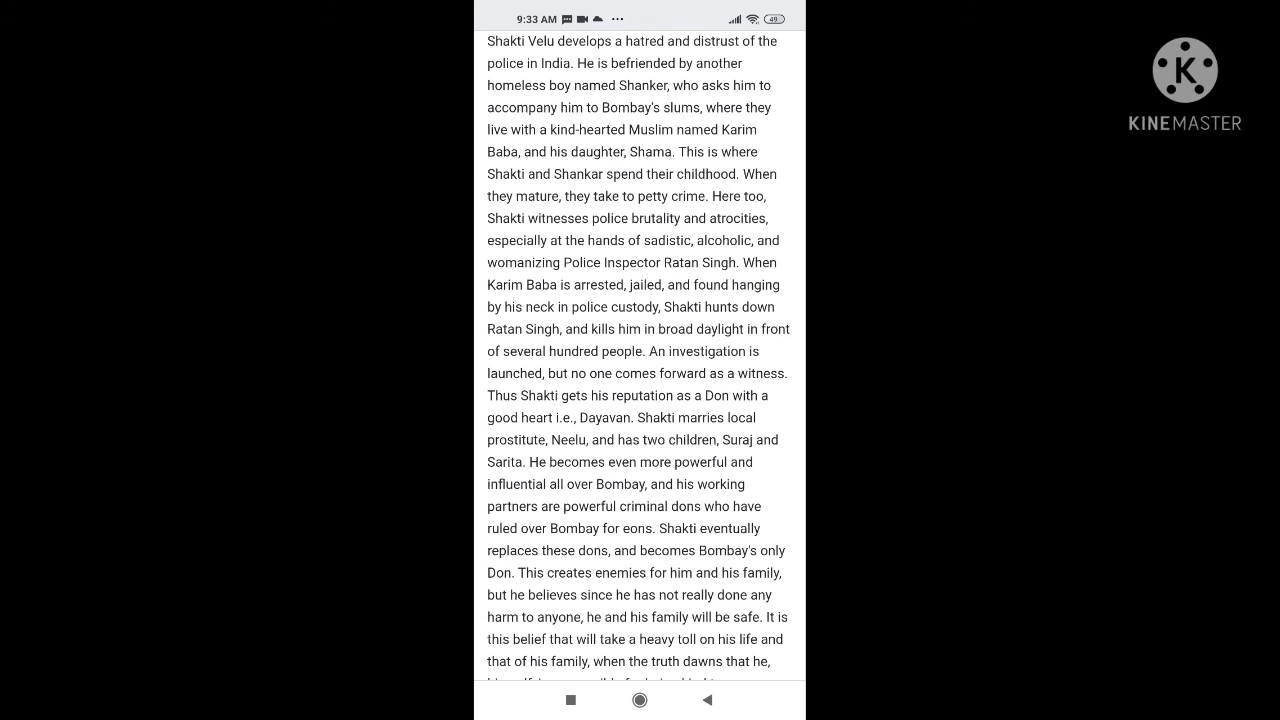 9:33 AM
49
K
KINEMASTER
Shakti Velu develops a hatred and distrust of the
police in India. He is befriended by another
homeless boy named Shanker, who asks him to
accompany him to Bombay's slums, where they
live with a kind-hearted Muslim named Karim
Baba, and his daughter, Shama. This is where
Shakti and Shankar spend their childhood. When
they mature, they take to petty crime. Here too,
Shakti witnesses police brutality and atrocities,
especially at the hands of sadistic, alcoholic, and
womanizing Police Inspector Ratan Singh. When
Karim Baba is arrested, jailed, and found hanging
by his neck in police custody, Shakti hunts down
Ratan Singh, and kills him in broad daylight in front
of several hundred people. An investigation is
launched, but no one comes forward as a witness.
Thus Shakti gets his reputation as a Don with a
good heart i.e., Dayavan. Shakti marries local
prostitute, Neelu, and has two children, Suraj and
Sarita. He becomes even more powerful and
influential all over Bombay, and his working
partners are powerful criminal dons who have
ruled over Bombay for eons. Shakti eventually
replaces these dons, and becomes Bombay's only
Don. This creates enemies for him and his family,
but he believes since he has not really done any
harm to anyone, he and his family will be safe. It is
this belief that will take a heavy toll on his life and
that of his family, when the truth dawns that he,